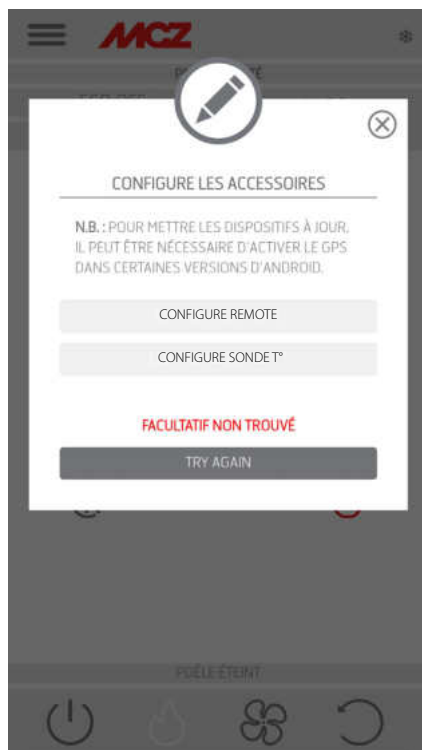 MCZ
CONFIGURE LES ACCESSOIRES
N.B. : POUR METTRE LES DISPOSITIFS À JOUR,
IL PEUT ÊTRE NÉCESSAIRE D'ACTIVER LE GPS
DANS CERTAINES VERSIONS D'ANDROID.
CONFIGURE REMOTE
CONFIGURE SONDE T°
FACULTATIF NON TROUVÉ
TRY AGAIN
POÊLE ÉTEINT